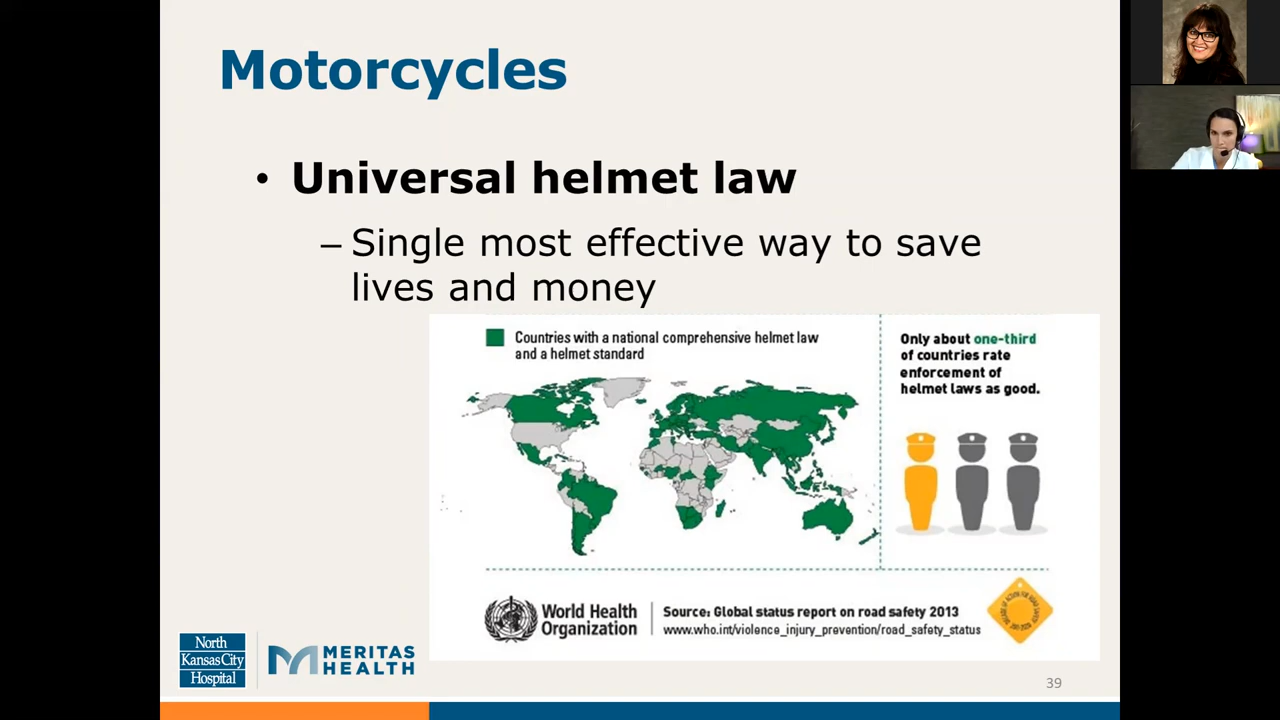 Motorcycles
• Universal helmet law
– Single most effective way to save
lives and money
Countries with a national comprehensive helmet law
and a helmet standard
Only about one-third
of countries rate
enforcement of
helmet laws as good.
World Health
Organization
Source: Global status report on road safety 2013
www.who.int/violence_injury_prevention/road_safety_status
North
Kansas City
Hospital
MERITAS
HEALTH
39